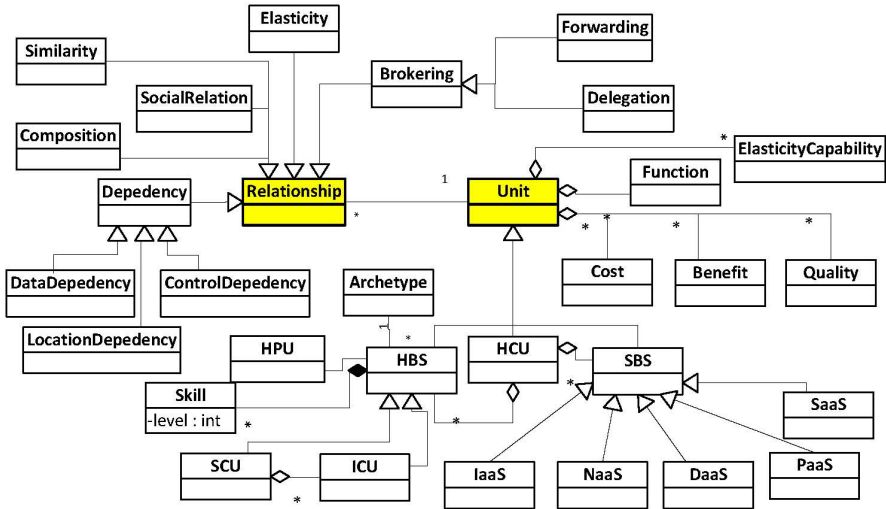 Elasticity
Forwarding
Similarity
Brokering
SocialRelation
Delegation
Composition
*
ElasticityCapability
1
Function
Depedency
Relationship
Unit
*
*
*
*
*
Cost
Benefit
Quality
DataDepedency
ControlDepedency
Archetype
LocationDepedency
1
*
HPU
HBS
HCU
SBS
Skill
-level : int
*
*
*
SaaS
SCU
ICU
*
IaaS
NaaS
DaaS
PaaS